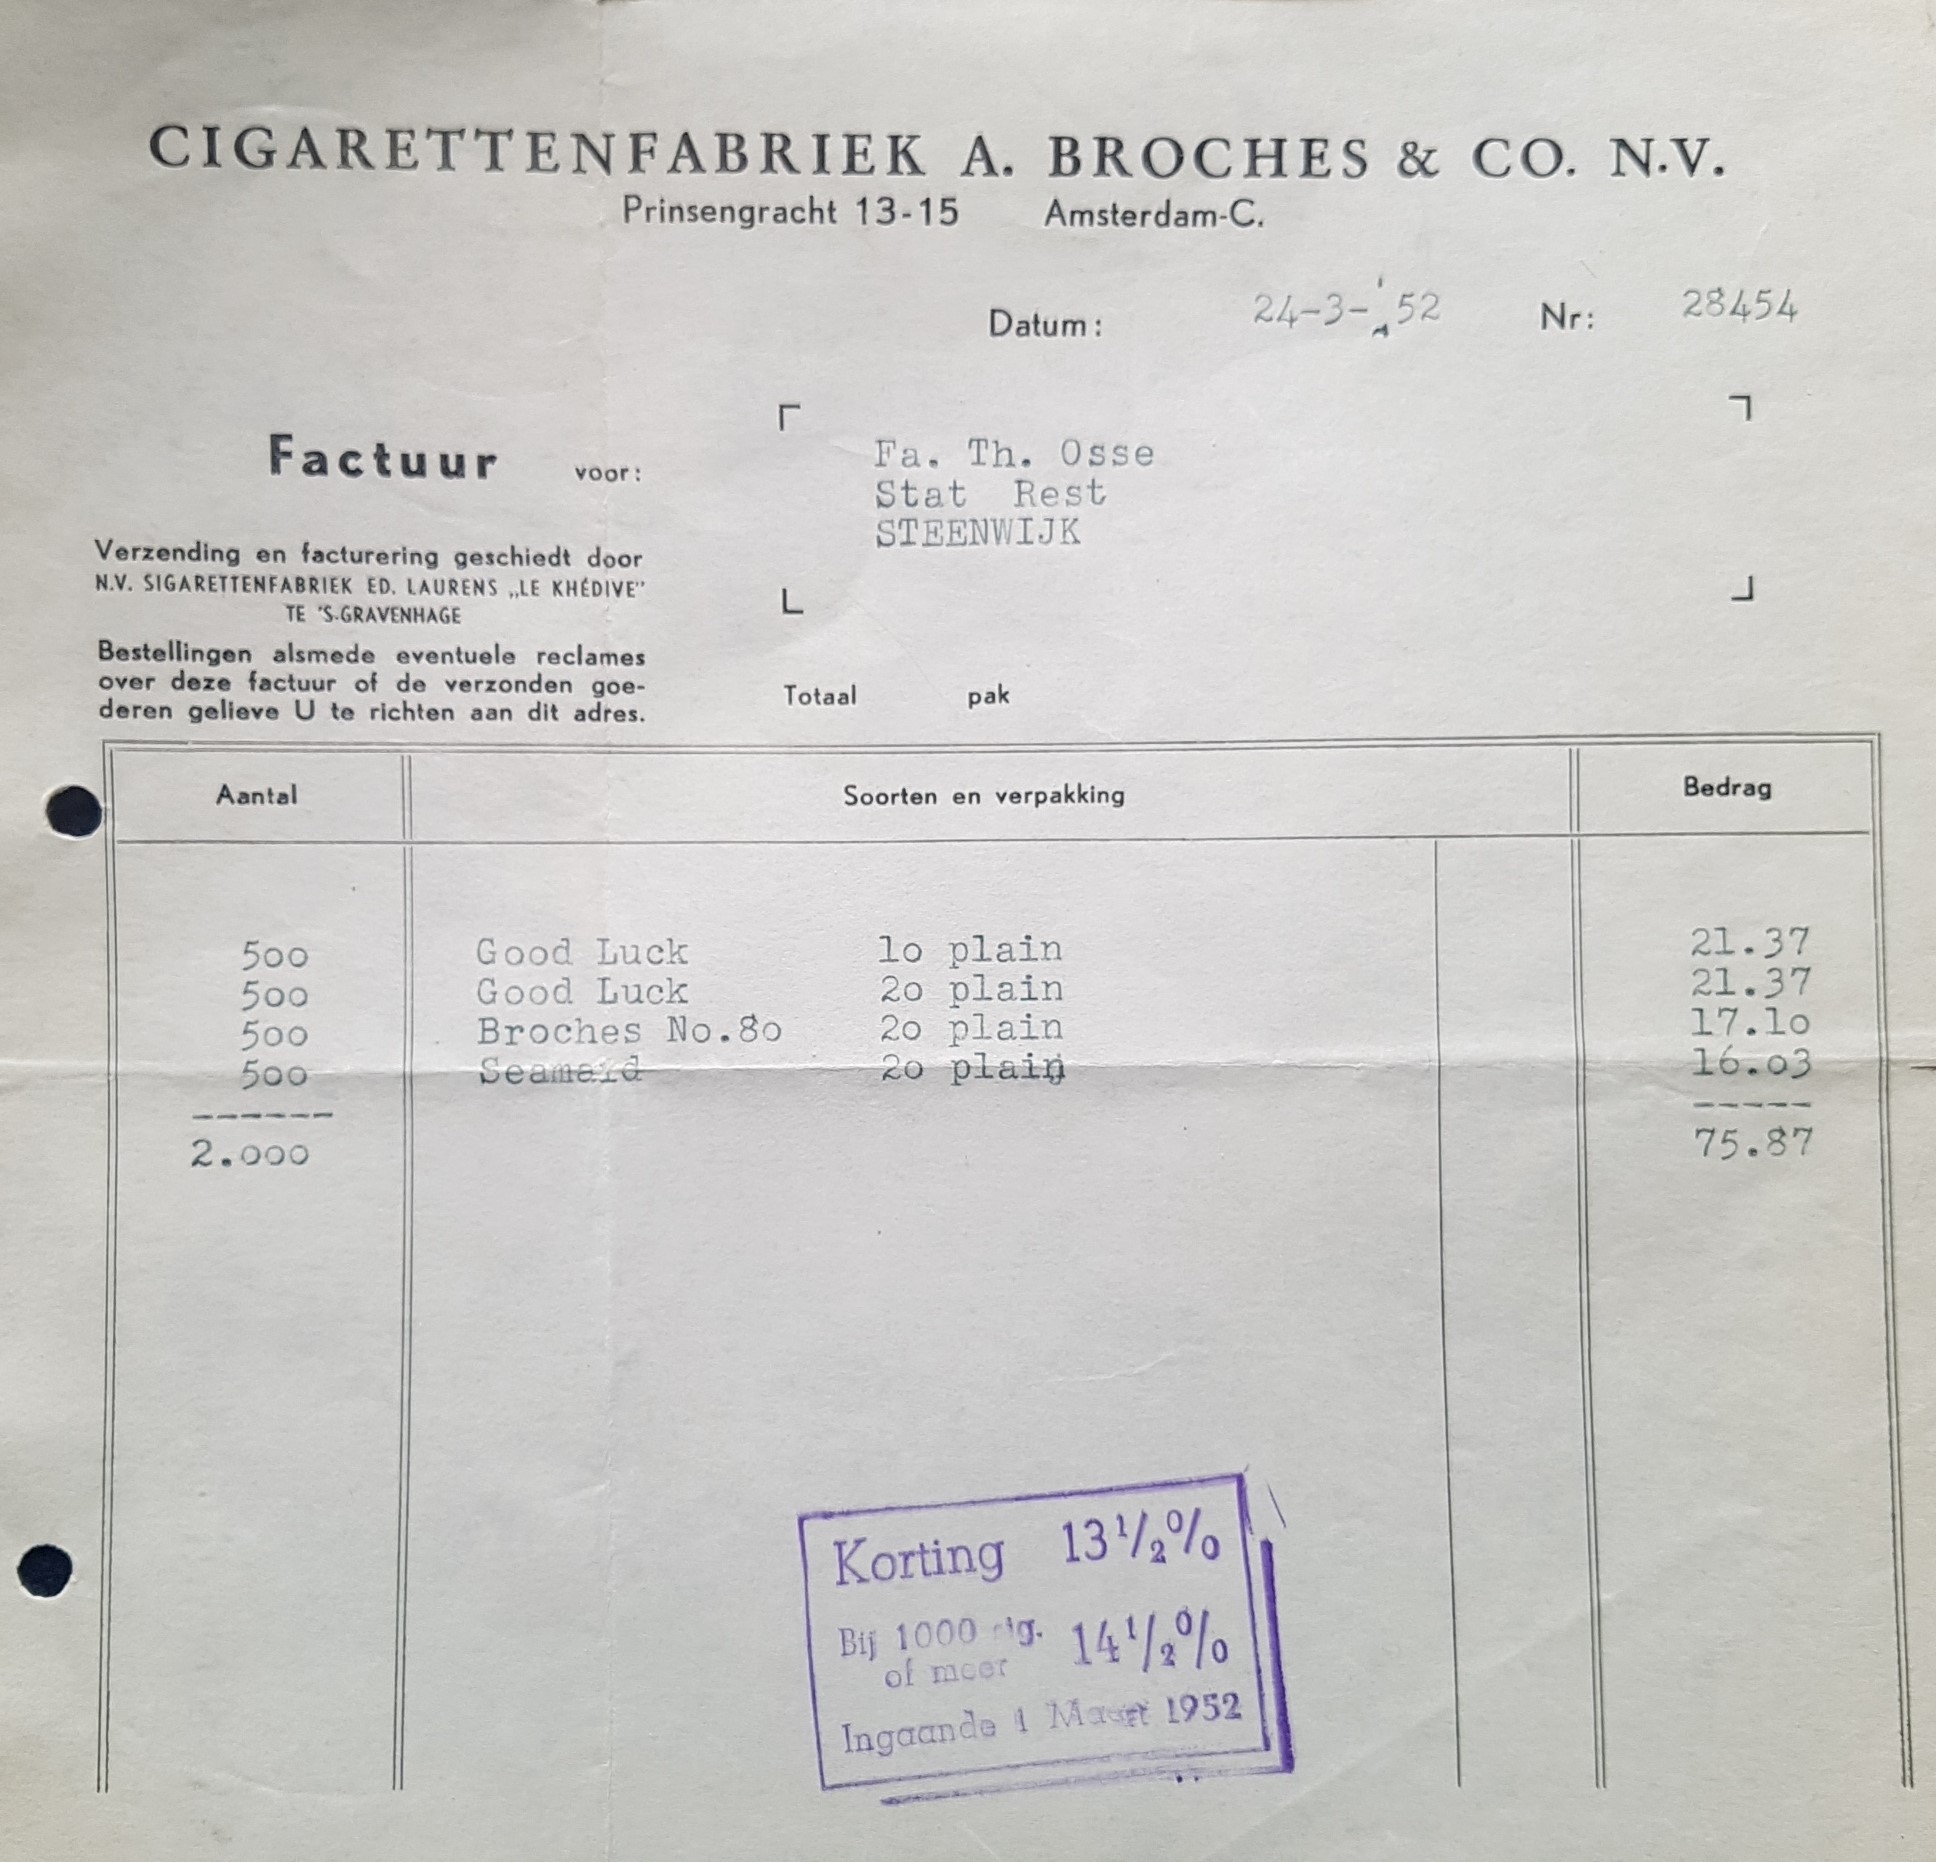 CIGARETTENFABRIEK A. BROCHES & CO. N.V.
Prinsengracht 13-15 Amsterdam-C.
Datum: 24-3-'52 Nr: 28454
Factuur voor:
Fa. Th. Osse
Stat Rest
STEENWIJK
Verzending en facturering geschiedt door
N.V. SIGARETTENFABRIEK ED. LAURENS „LE KHÉDIVE"
TE 'S-GRAVENHAGE
Bestellingen alsmede eventuele reclames
over deze factuur of de verzonden goe-
deren gelieve U te richten aan dit adres.
Totaal pak
Aantal Soorten en verpakking Bedrag
500 Good Luck 10 plain 21.37
500 Good Luck 20 plain 21.37
500 Broches No.80 20 plain 17.10
500 Seamaid 20 plain 16.03
2.000 75.87
Korting 13 1/2 %
Bij 1000 sig. 14 1/2 %
of meer
Ingaande 1 Maart 1952